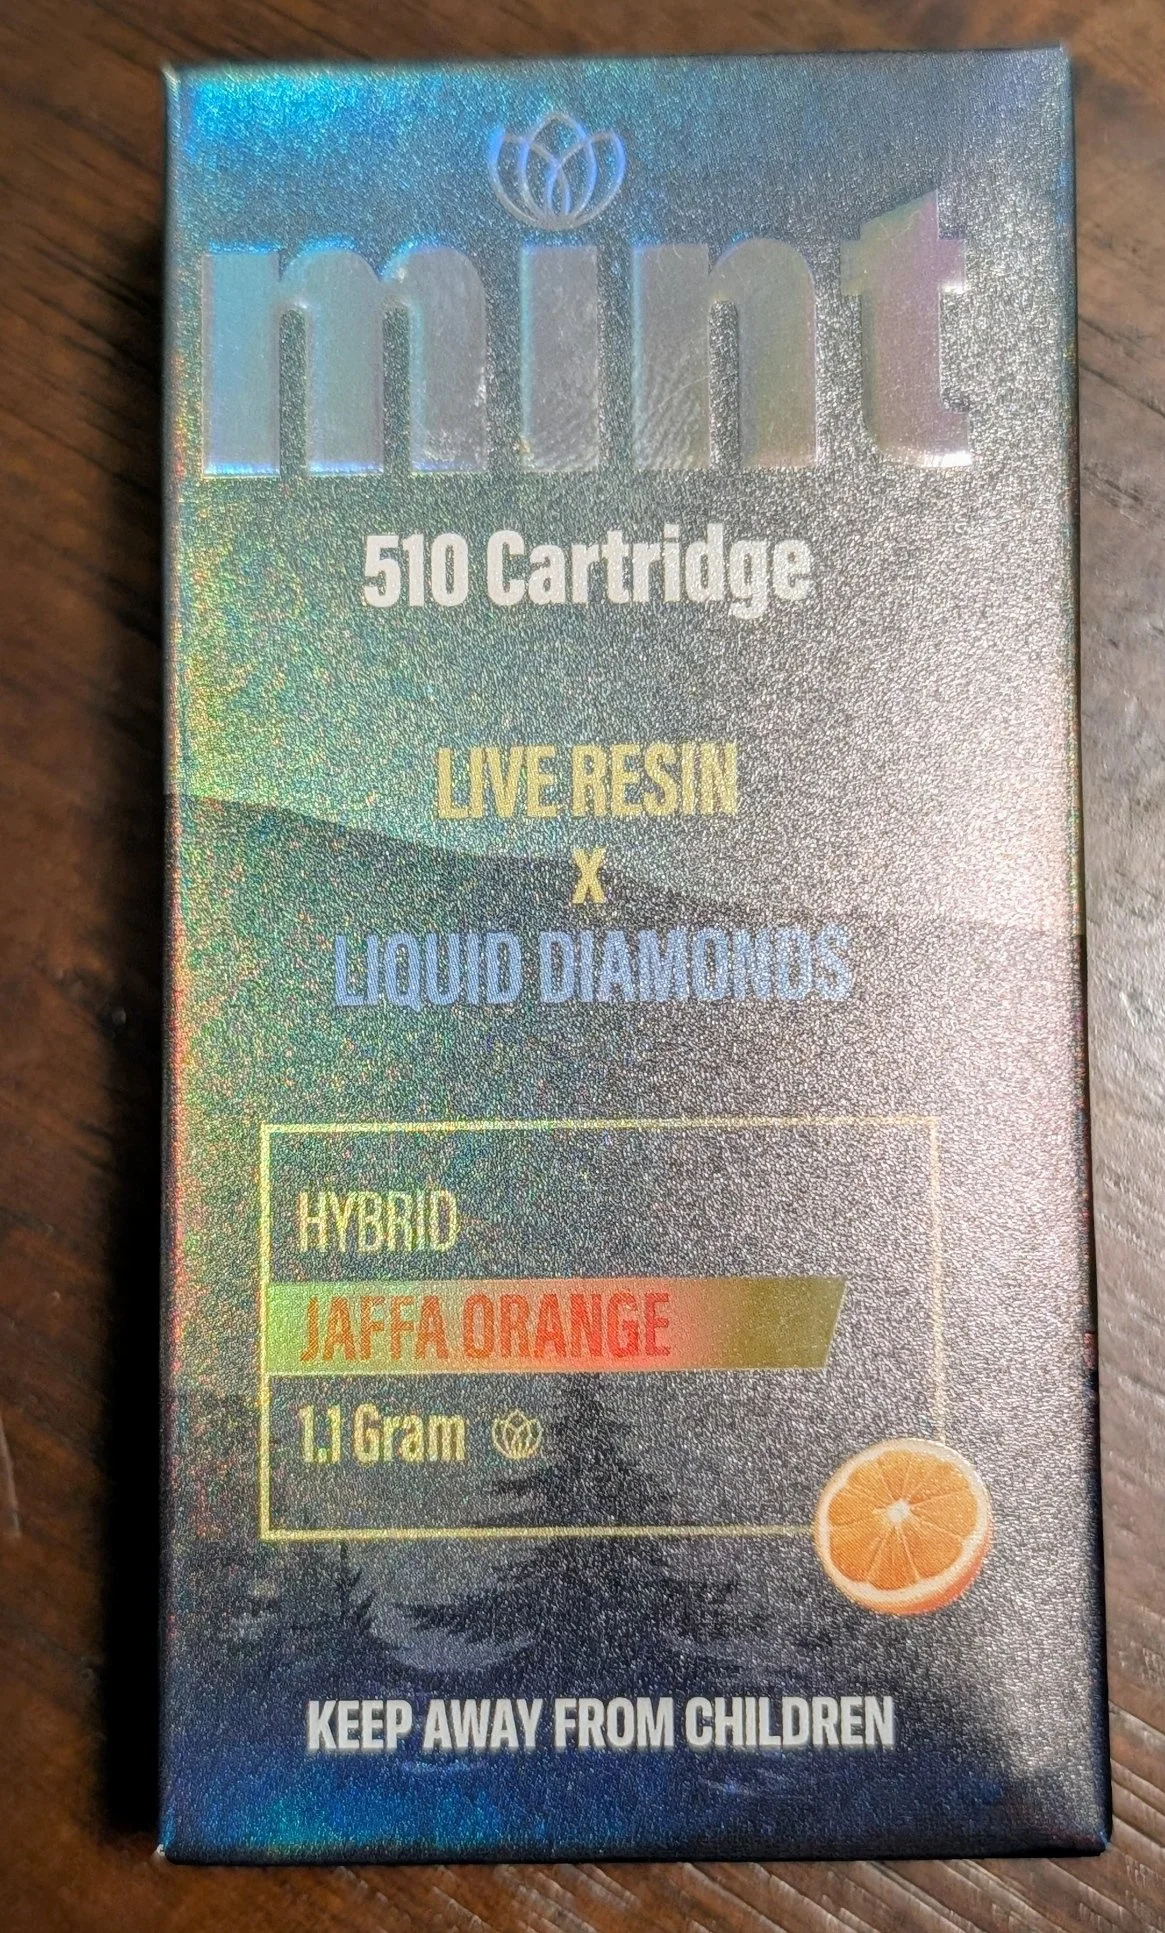 mint
510 Cartridge
LIVE RESIN
X
LIQUID DIAMONDS
HYBRID
JAFFA ORANGE
1.1 Gram
KEEP AWAY FROM CHILDREN